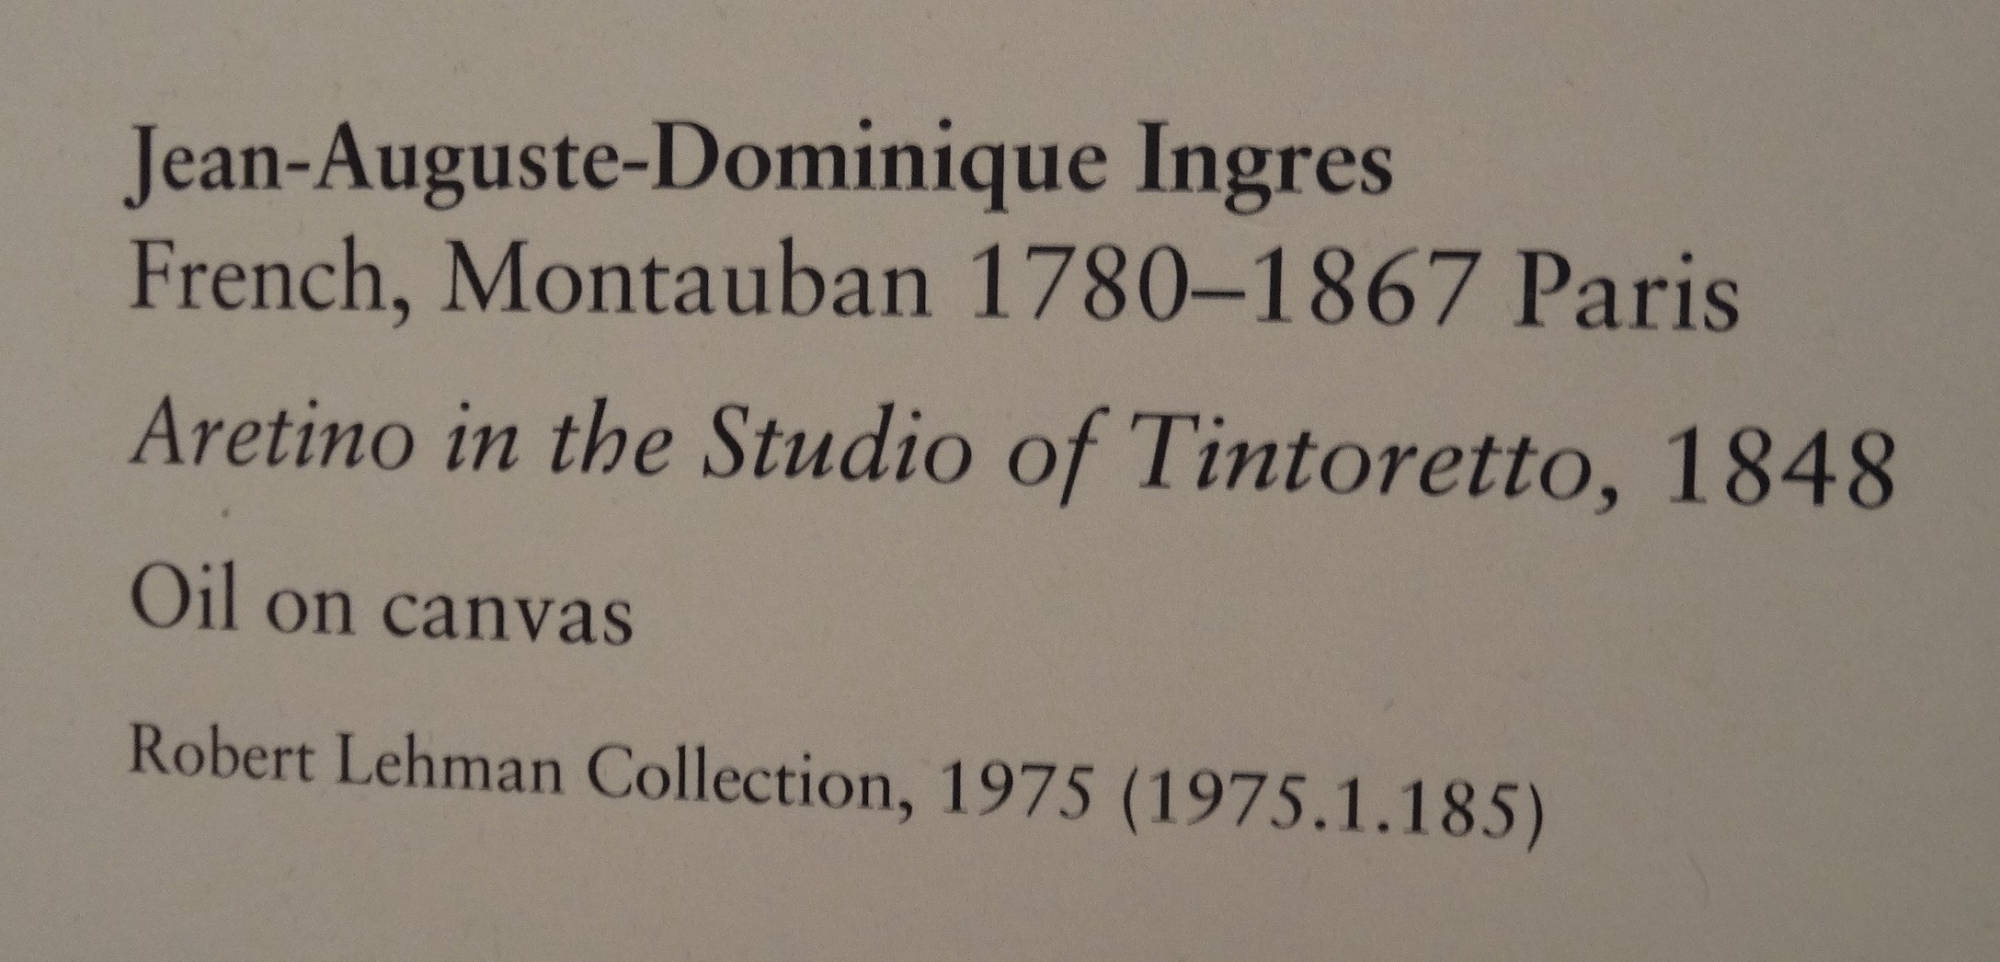 Jean-Auguste-Dominique Ingres
French, Montauban 1780–1867 Paris
Aretino in the Studio of Tintoretto, 1848
Oil on canvas
Robert Lehman Collection, 1975 (1975.1.185)